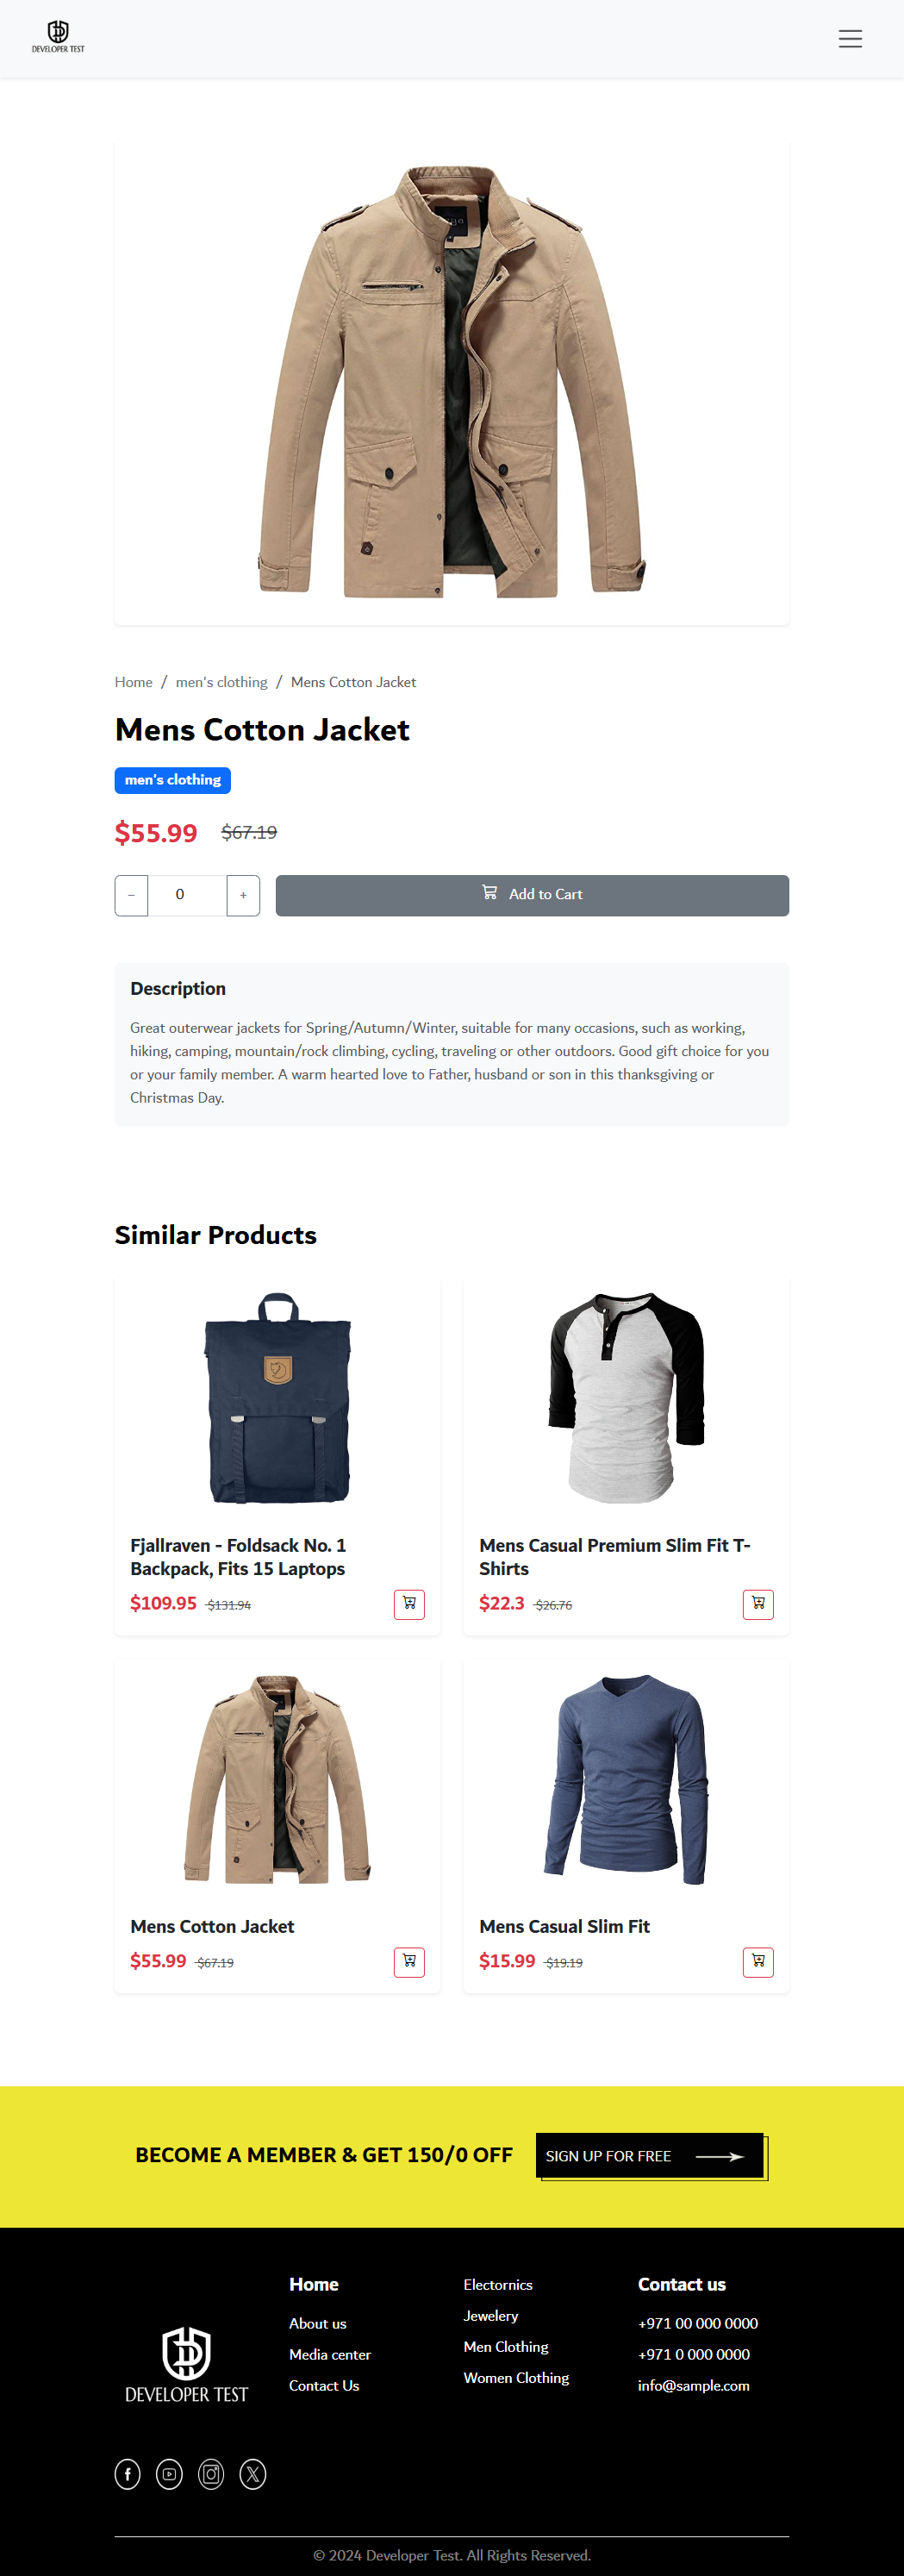 DEVELOPER TEST
Home / men's clothing / Mens Cotton Jacket
Mens Cotton Jacket
men's clothing
$55.99 $67.19
− 0 + Add to Cart
Description
Great outerwear jackets for Spring/Autumn/Winter, suitable for many occasions, such as working,
hiking, camping, mountain/rock climbing, cycling, traveling or other outdoors. Good gift choice for you
or your family member. A warm hearted love to Father, husband or son in this thanksgiving or
Christmas Day.
Similar Products
Fjallraven - Foldsack No. 1
Backpack, Fits 15 Laptops
$109.95 $131.94
Mens Casual Premium Slim Fit T-
Shirts
$22.3 $26.76
Mens Cotton Jacket
$55.99 $67.19
Mens Casual Slim Fit
$15.99 $19.19
BECOME A MEMBER & GET 150/0 OFF
SIGN UP FOR FREE
DEVELOPER TEST
Home
About us
Media center
Contact Us
Electornics
Jewelery
Men Clothing
Women Clothing
Contact us
+971 00 000 0000
+971 0 000 0000
info@sample.com
© 2024 Developer Test. All Rights Reserved.